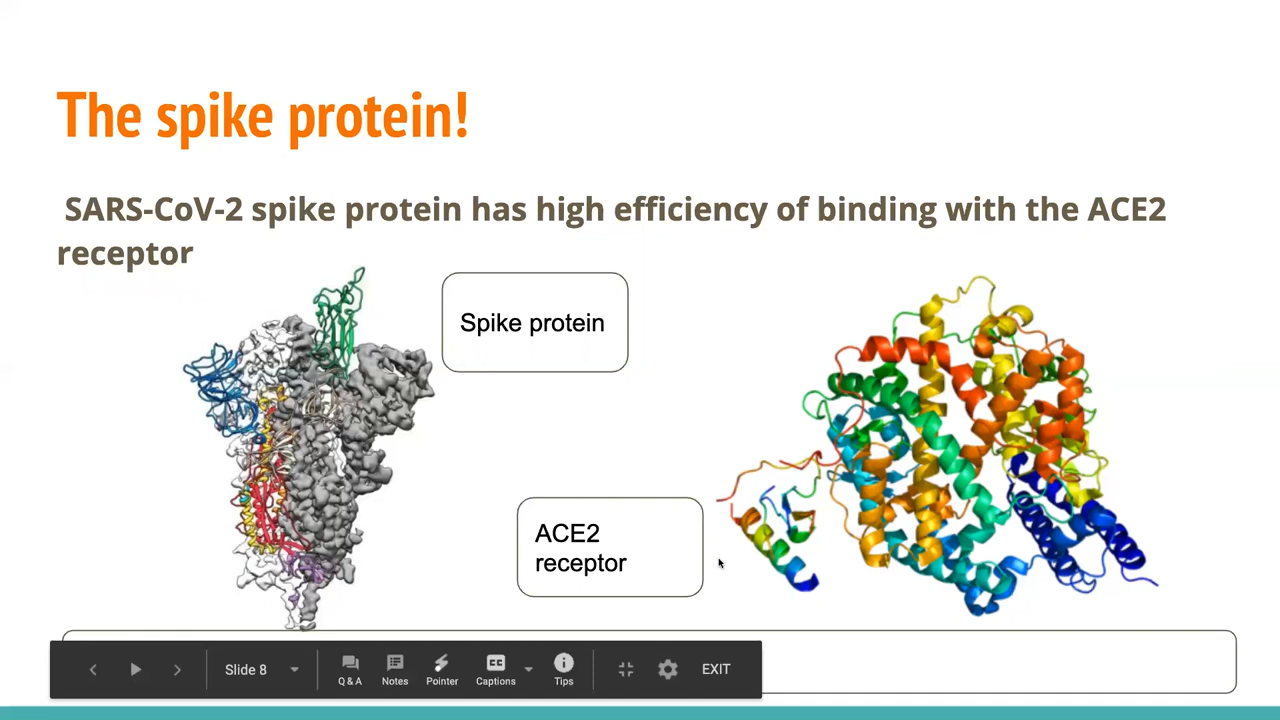 The spike protein!
SARS-CoV-2 spike protein has high efficiency of binding with the ACE2
receptor
Spike protein
ACE2
receptor
Slide 8
Q & A
Notes
Pointer
CC
Captions
Tips
EXIT